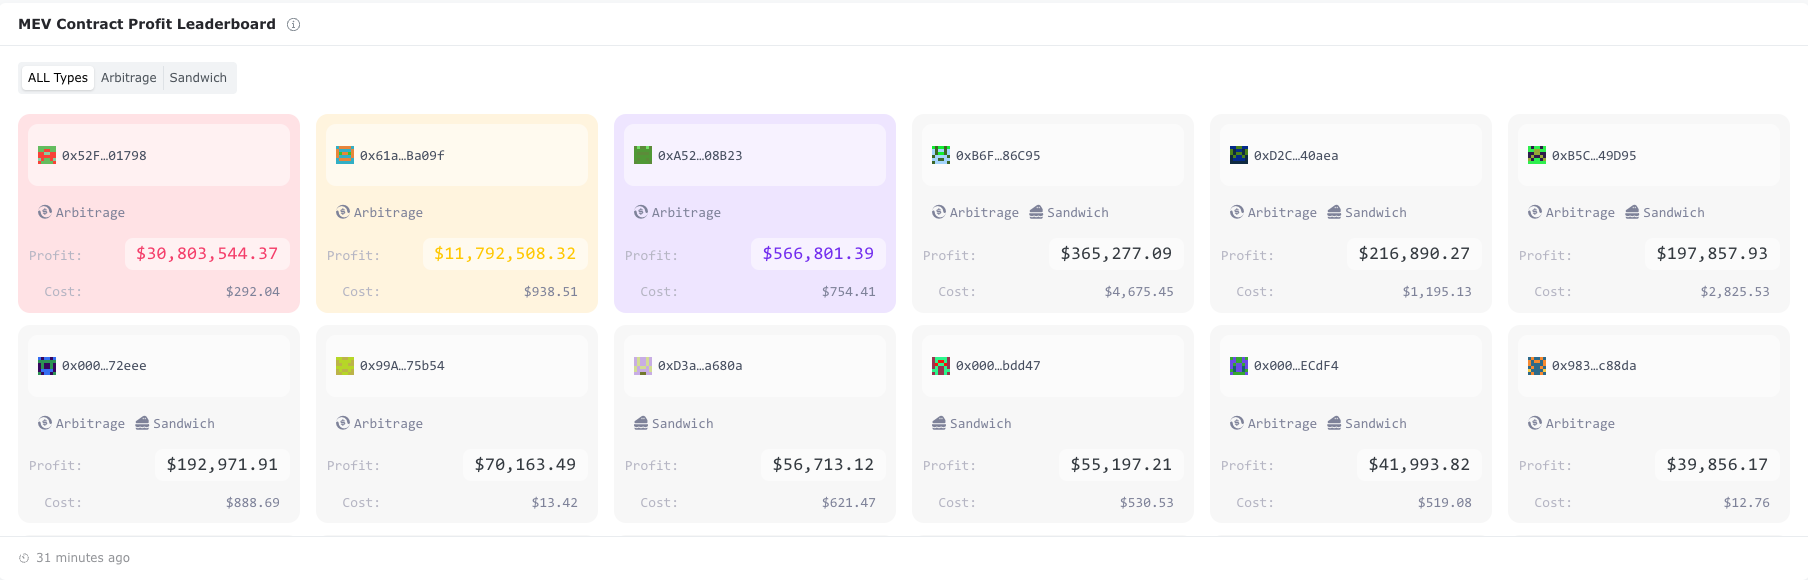 MEV Contract Profit Leaderboard
ALL Types Arbitrage Sandwich
0x52F…01798
Arbitrage
Profit: $30,803,544.37
Cost: $292.04
0x61a…Ba09f
Arbitrage
Profit: $11,792,508.32
Cost: $938.51
0xA52…08B23
Arbitrage
Profit: $566,801.39
Cost: $754.41
0xB6F…86C95
Arbitrage Sandwich
Profit: $365,277.09
Cost: $4,675.45
0xD2C…40aea
Arbitrage Sandwich
Profit: $216,890.27
Cost: $1,195.13
0xB5C…49D95
Arbitrage Sandwich
Profit: $197,857.93
Cost: $2,825.53
0x000…72eee
Arbitrage Sandwich
Profit: $192,971.91
Cost: $888.69
0x99A…75b54
Arbitrage
Profit: $70,163.49
Cost: $13.42
0xD3a…a680a
Sandwich
Profit: $56,713.12
Cost: $621.47
0x000…bdd47
Sandwich
Profit: $55,197.21
Cost: $530.53
0x000…ECdF4
Arbitrage Sandwich
Profit: $41,993.82
Cost: $519.08
0x983…c88da
Arbitrage
Profit: $39,856.17
Cost: $12.76
31 minutes ago